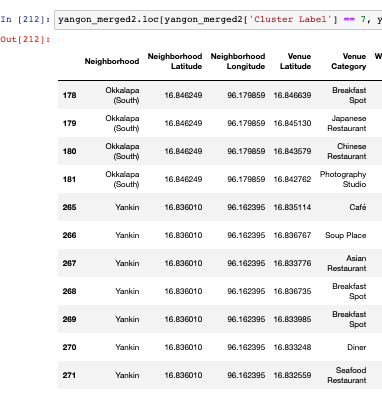 In [212]: yangon_merged2.loc[yangon_merged2['Cluster Label'] == 7, y
Out[212]:
Neighborhood Neighborhood Latitude Neighborhood Longitude Venue Latitude Venue Category W
178 Okkalapa (South) 16.846249 96.179859 16.846639 Breakfast Spot
179 Okkalapa (South) 16.846249 96.179859 16.845130 Japanese Restaurant
180 Okkalapa (South) 16.846249 96.179859 16.843579 Chinese Restaurant
181 Okkalapa (South) 16.846249 96.179859 16.842762 Photography Studio
265 Yankin 16.836010 96.162395 16.835114 Café
266 Yankin 16.836010 96.162395 16.836767 Soup Place
267 Yankin 16.836010 96.162395 16.833776 Asian Restaurant
268 Yankin 16.836010 96.162395 16.836735 Breakfast Spot
269 Yankin 16.836010 96.162395 16.833985 Breakfast Spot
270 Yankin 16.836010 96.162395 16.833248 Diner
271 Yankin 16.836010 96.162395 16.832559 Seafood Restaurant